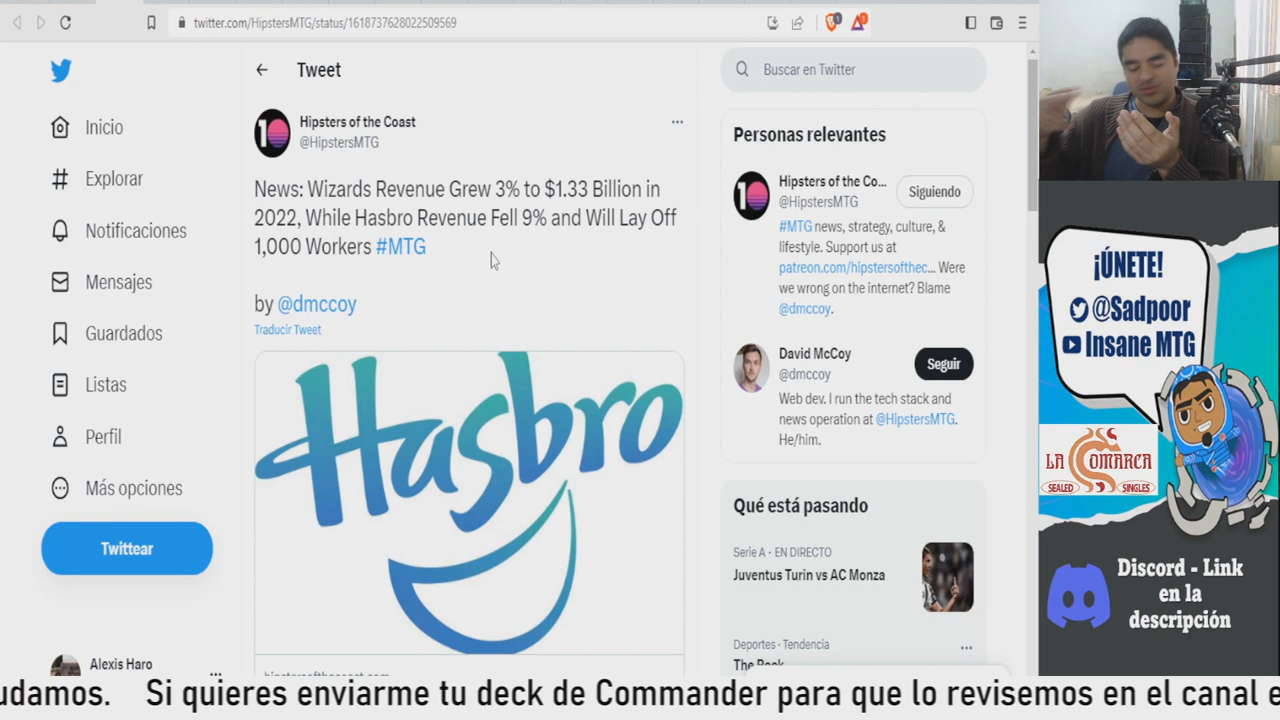 twitter.com/HipstersMTG/status/1618737628022509569
1
1
Tweet
Buscar en Twitter
Inicio
Explorar
Notificaciones
Mensajes
Guardados
Listas
Perfil
Más opciones
Twittear
Alexis Haro
Hipsters of the Coast
@HipstersMTG
News: Wizards Revenue Grew 3% to $1.33 Billion in
2022, While Hasbro Revenue Fell 9% and Will Lay Off
1,000 Workers #MTG
by @dmccoy
Traducir Tweet
Hasbro
Personas relevantes
Hipsters of the Co...
@HipstersMTG
Siguiendo
#MTG news, strategy, culture, &
lifestyle. Support us at
patreon.com/hipstersofthec... Were
we wrong on the internet? Blame
@dmccoy.
David McCoy
@dmccoy
Seguir
Web dev. I run the tech stack and
news operation at @HipstersMTG.
He/him.
Qué está pasando
Serie A · EN DIRECTO
Juventus Turin vs AC Monza
Deportes · Tendencia
The Rock
¡ÚNETE!
@Sadpoor
Insane MTG
LA COMARCA
SEALED SINGLES
Discord - Link
en la
descripción
udamos. Si quieres enviarme tu deck de Commander para que lo revisemos en el canal e